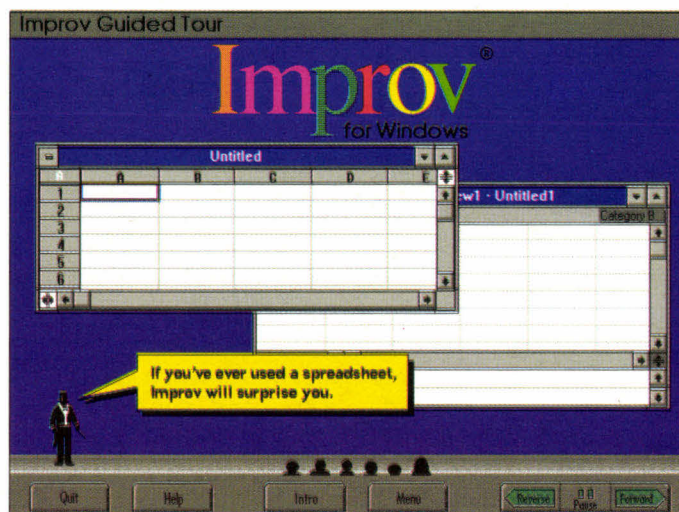 Improv Guided Tour
Improv®
for Windows
Untitled
A B C D E
1
2
3
4
5
6
ew1 - Untitled1
Category B
If you've ever used a spreadsheet,
Improv will surprise you.
Quit Help Intro Menu Reverse Pause Forward